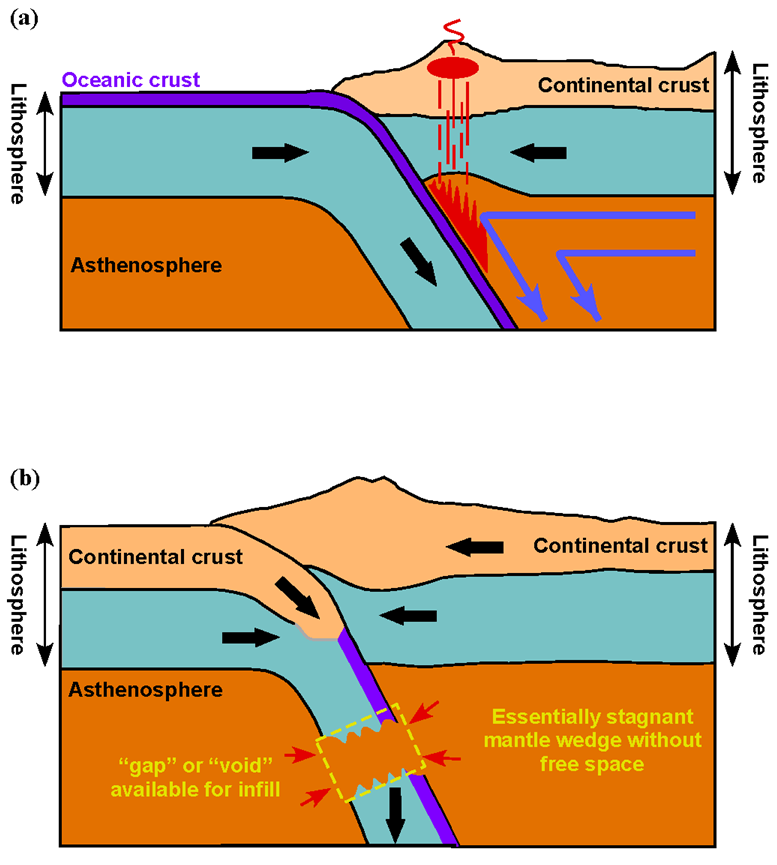 (a)
Oceanic crust
Continental crust
Lithosphere
Lithosphere
Asthenosphere
(b)
Continental crust
Continental crust
Lithosphere
Lithosphere
Asthenosphere
Essentially stagnant
mantle wedge without
free space
“gap” or “void”
available for infill